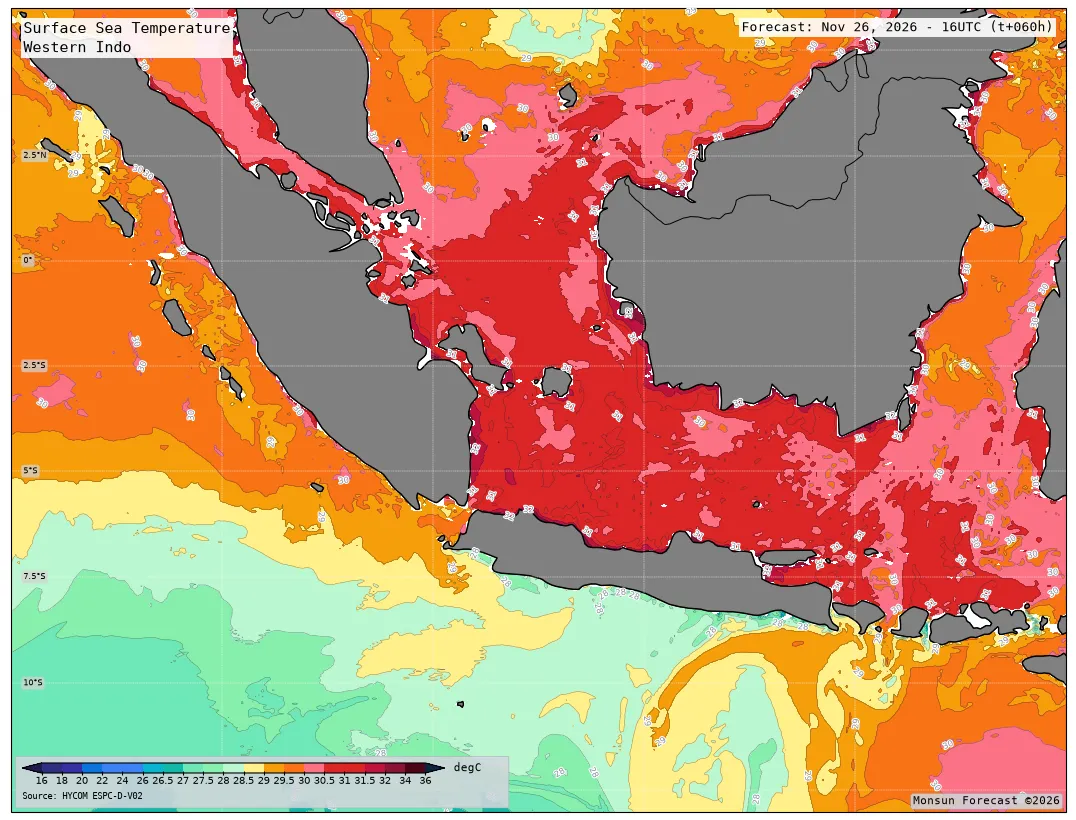 Surface Sea Temperature
Western Indo
Forecast: Nov 26, 2026 - 16UTC (t+060h)
2.5°N
0°
2.5°S
5°S
7.5°S
10°S
16 18 20 22 24 26 26.5 27 27.5 28 28.5 29 29.5 30 30.5 31 31.5 32 34 36 degC
Source: HYCOM ESPC-D-V02
Monsun Forecast ©2026